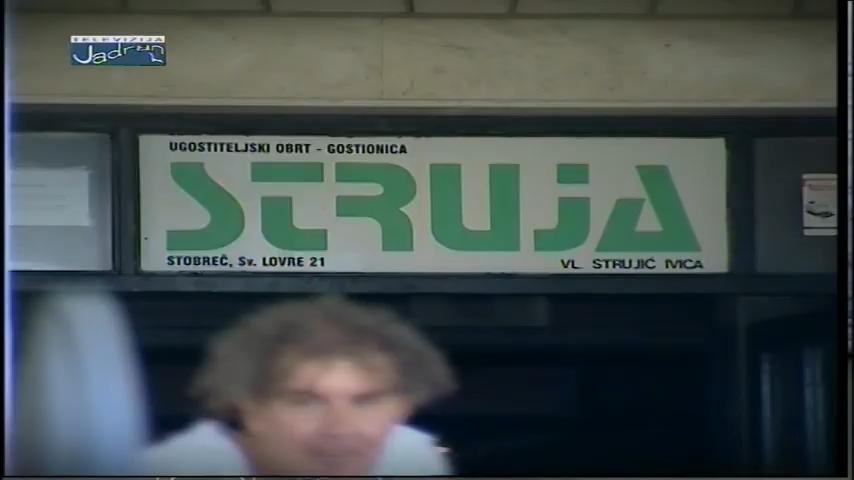 TELEVIZIJA
Jadran
UGOSTITELJSKI OBRT - GOSTIONICA
STRUJA
STOBREČ, Sv. LOVRE 21
VL. STRUJIĆ IVICA